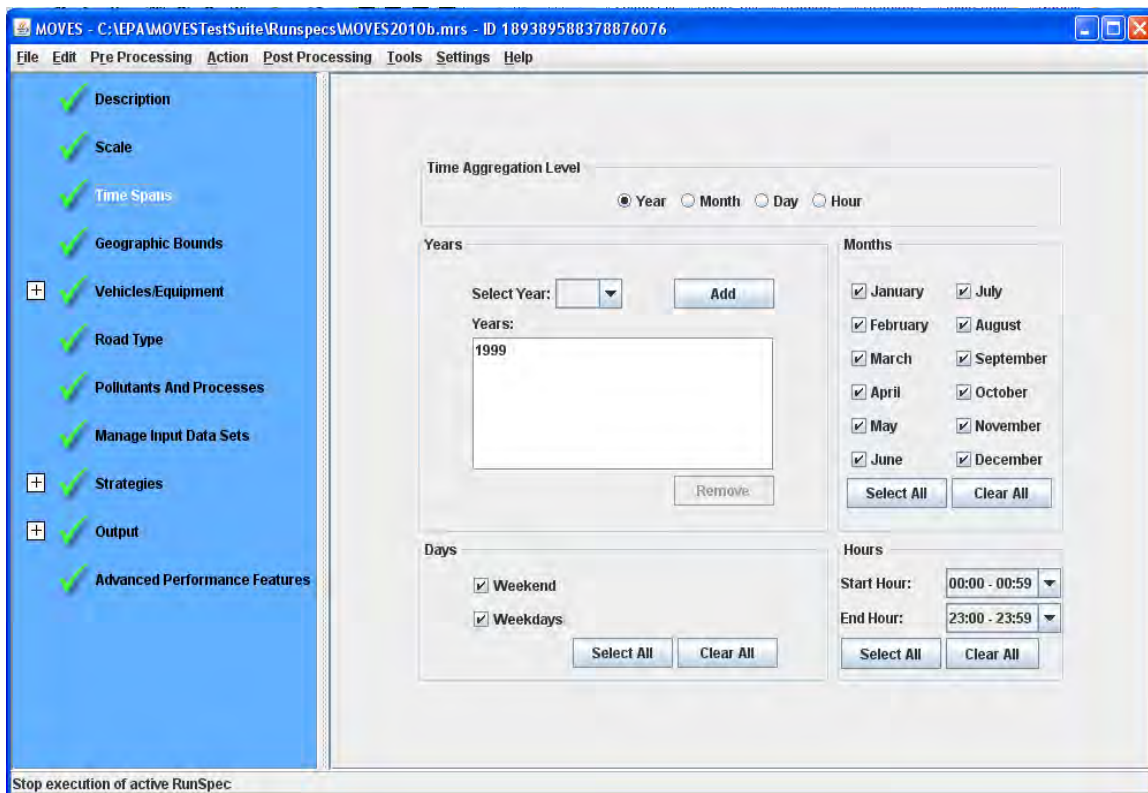 MOVES - C:\EPA\MOVESTestSuite\Runspecs\MOVES2010b.mrs - ID 189389588378876076
File Edit Pre Processing Action Post Processing Tools Settings Help
Description
Scale
Time Spans
Geographic Bounds
Vehicles/Equipment
Road Type
Pollutants And Processes
Manage Input Data Sets
Strategies
Output
Advanced Performance Features
Time Aggregation Level
Year Month Day Hour
Years
Select Year: Add
Years:
1999
Remove
Months
January July
February August
March September
April October
May November
June December
Select All Clear All
Days
Weekend
Weekdays
Select All Clear All
Hours
Start Hour: 00:00 - 00:59
End Hour: 23:00 - 23:59
Select All Clear All
Stop execution of active RunSpec